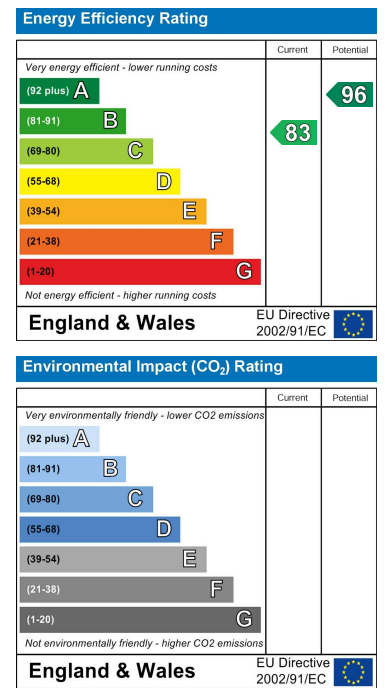 Energy Efficiency Rating
Current Potential
Very energy efficient - lower running costs
(92 plus) A
96
(81-91) B
83
(69-80) C
(55-68) D
(39-54) E
(21-38) F
(1-20) G
Not energy efficient - higher running costs
England & Wales
EU Directive
2002/91/EC
Environmental Impact (CO₂) Rating
Current Potential
Very environmentally friendly - lower CO2 emissions
(92 plus) A
(81-91) B
(69-80) C
(55-68) D
(39-54) E
(21-38) F
(1-20) G
Not environmentally friendly - higher CO2 emissions
England & Wales
EU Directive
2002/91/EC